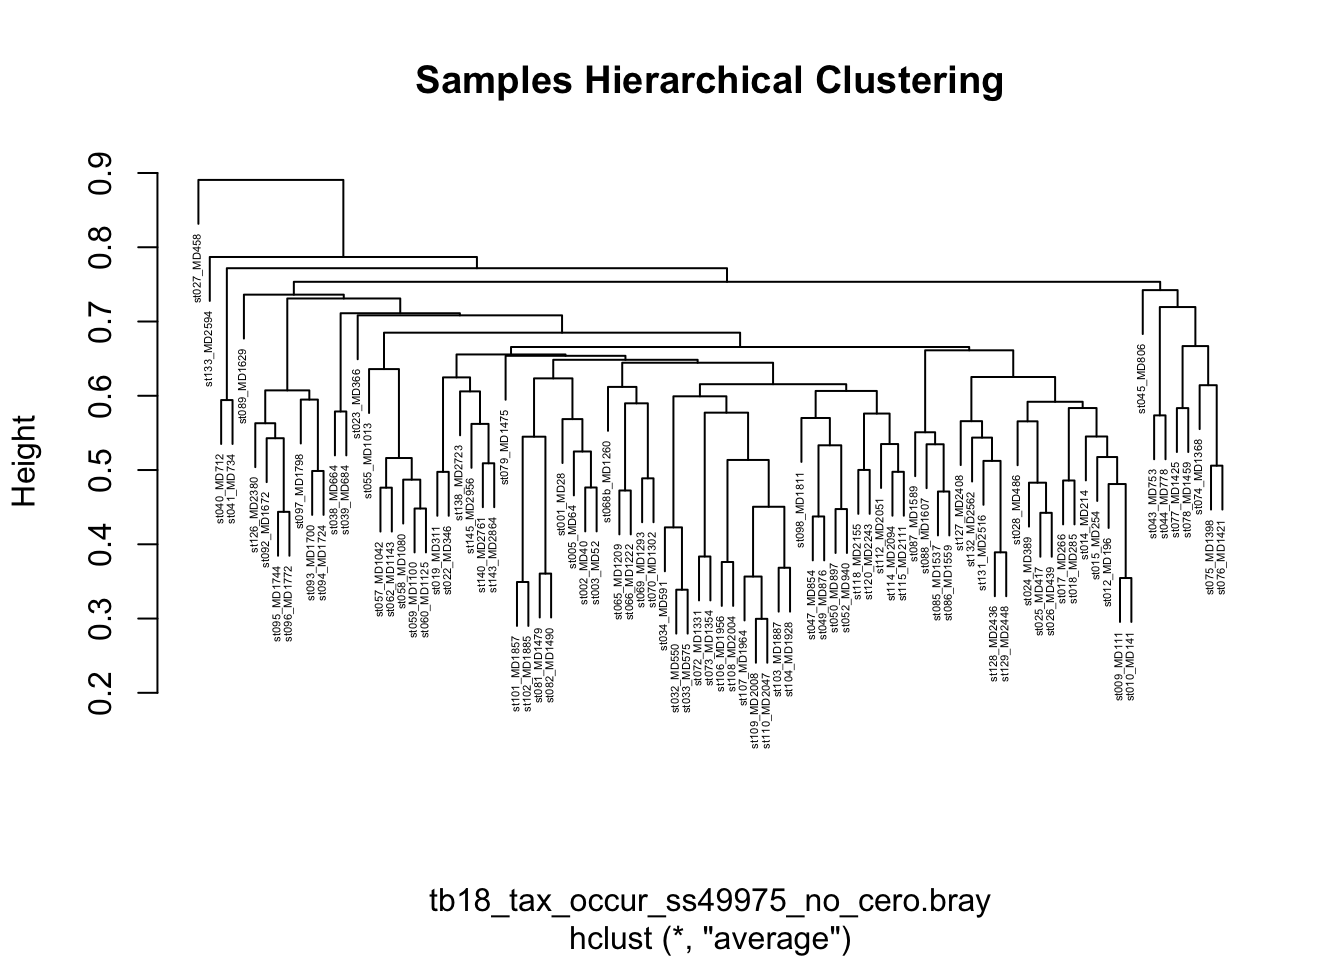 Samples Hierarchical Clustering
Height
0.9
0.8
0.7
0.6
0.5
0.4
0.3
0.2
st027_MD458
st133_MD2594
st040_MD712
st041_MD734
st089_MD1629
st126_MD2380
st092_MD1672
st095_MD1744
st096_MD1772
st097_MD1798
st093_MD1700
st094_MD1724
st038_MD664
st039_MD684
st023_MD366
st055_MD1013
st057_MD1042
st062_MD1143
st058_MD1080
st059_MD1100
st060_MD1125
st019_MD311
st022_MD346
st138_MD2723
st145_MD2956
st140_MD2761
st143_MD2864
st079_MD1475
st101_MD1857
st102_MD1885
st081_MD1479
st082_MD1490
st001_MD28
st005_MD64
st002_MD40
st003_MD52
st068b_MD1260
st065_MD1209
st066_MD1222
st069_MD1293
st070_MD1302
st034_MD591
st032_MD550
st033_MD575
st072_MD1331
st073_MD1354
st106_MD1956
st108_MD2004
st107_MD1964
st109_MD2008
st110_MD2047
st103_MD1887
st104_MD1928
st098_MD1811
st047_MD854
st049_MD876
st050_MD897
st052_MD940
st118_MD2155
st120_MD2243
st112_MD2051
st114_MD2094
st115_MD2111
st087_MD1589
st088_MD1607
st085_MD1537
st086_MD1559
st127_MD2408
st132_MD2562
st131_MD2516
st128_MD2436
st129_MD2448
st028_MD486
st024_MD389
st025_MD417
st026_MD439
st017_MD266
st018_MD285
st014_MD214
st015_MD254
st012_MD196
st009_MD111
st010_MD141
st045_MD806
st043_MD753
st044_MD778
st077_MD1425
st078_MD1459
st074_MD1368
st075_MD1398
st076_MD1421
tb18_tax_occur_ss49975_no_cero.bray
hclust (*, "average")